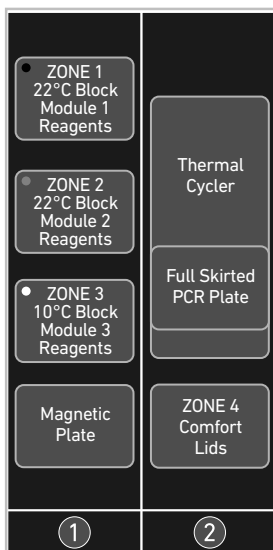 ZONE 1
22°C Block
Module 1
Reagents
ZONE 2
22°C Block
Module 2
Reagents
ZONE 3
10°C Block
Module 3
Reagents
Magnetic
Plate
Thermal
Cycler
Full Skirted
PCR Plate
ZONE 4
Comfort
Lids
1
2